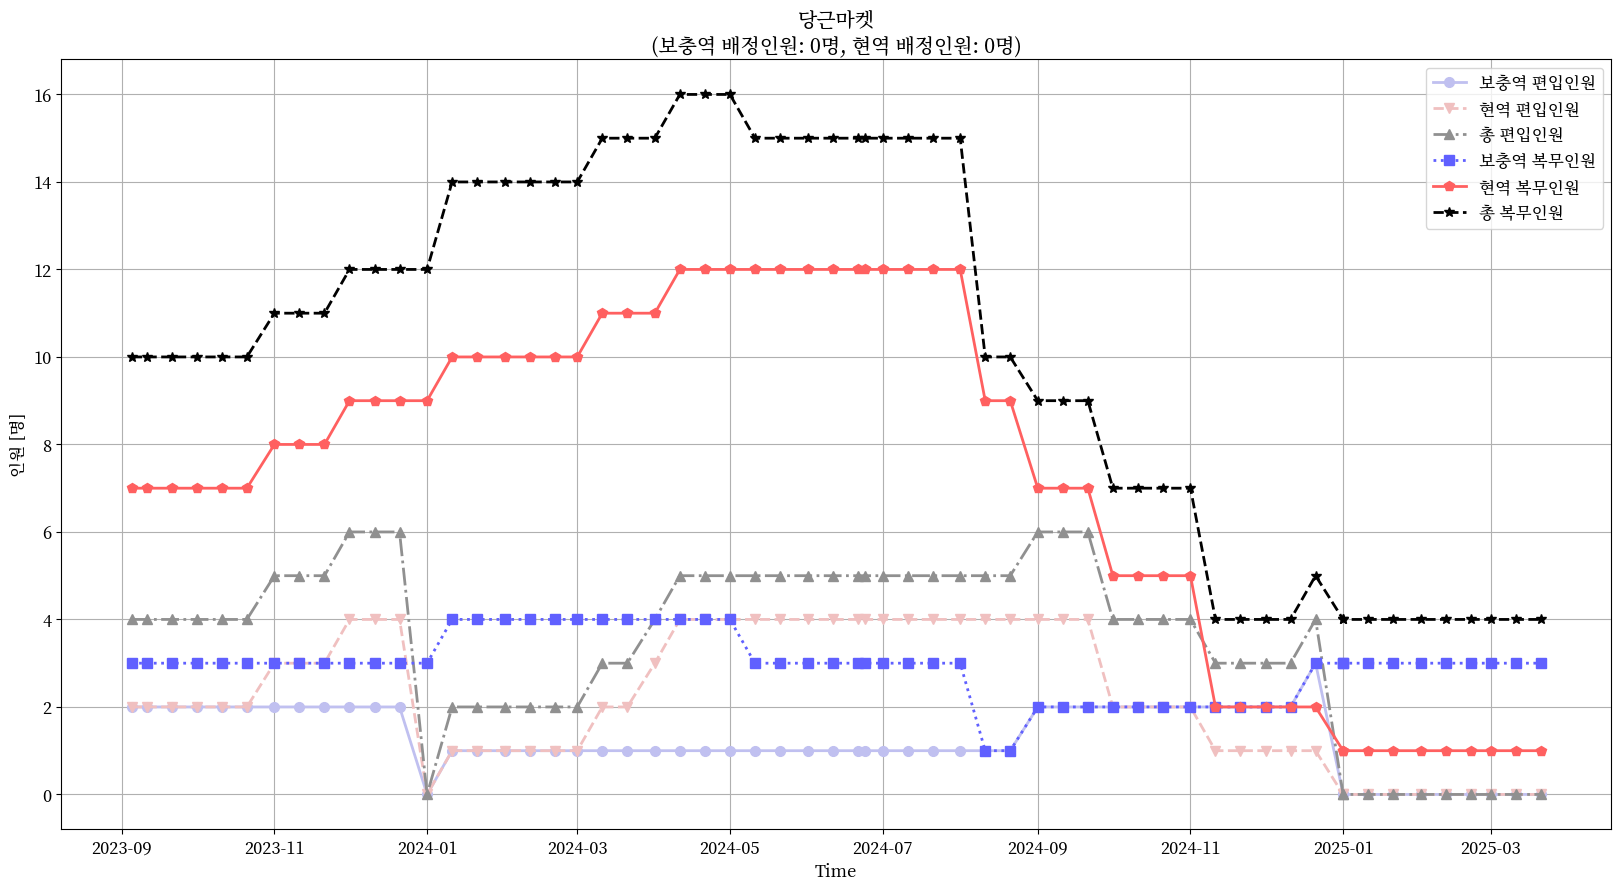 당근마켓
(보충역 배정인원: 0명, 현역 배정인원: 0명)
보충역 편입인원
현역 편입인원
총 편입인원
보충역 복무인원
현역 복무인원
총 복무인원
인원 [명]
16
14
12
10
8
6
4
2
0
2023-09
2023-11
2024-01
2024-03
2024-05
2024-07
2024-09
2024-11
2025-01
2025-03
Time